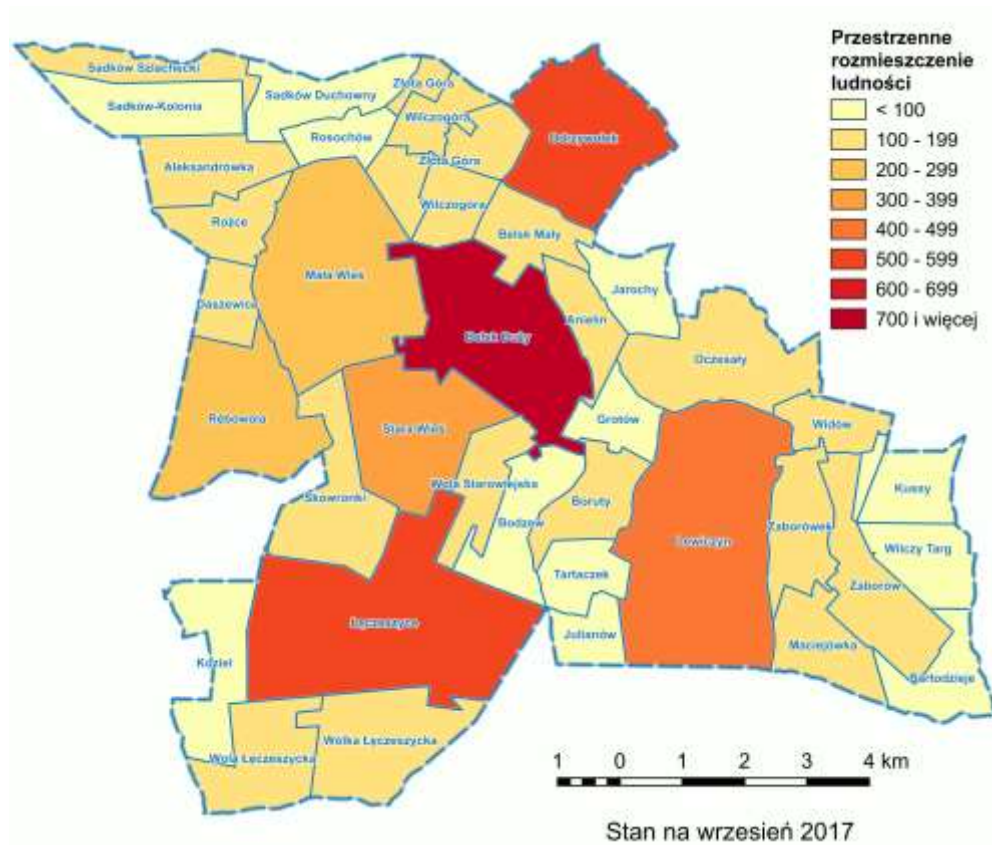 Przestrzenne
rozmieszczenie
ludności
< 100
100 - 199
200 - 299
300 - 399
400 - 499
500 - 599
600 - 699
700 i więcej
Sadków Szlachecki
Sadków-Kolonia
Sadków Duchowny
Złota Góra
Wilczogóra
Rosochów
Odrzywołek
Aleksandrówka
Złota Góra
Rożce
Wilczogóra
Belsk Mały
Mała Wieś
Jarochy
Daszewice
Anielin
Belsk Duży
Oczesały
Rębowola
Stara Wieś
Grotów
Widów
Skowronki
Wola Starowiejska
Kussy
Bodzew
Boruty
Zaborówek
Lewiczyn
Wilczy Targ
Tartaczek
Zaborów
Łęczeszyce
Julianów
Maciejówka
Koziel
Bartodzieje
Wólka Łęczeszycka
Wola Łęczeszycka
1 0 1 2 3 4 km
Stan na wrzesień 2017